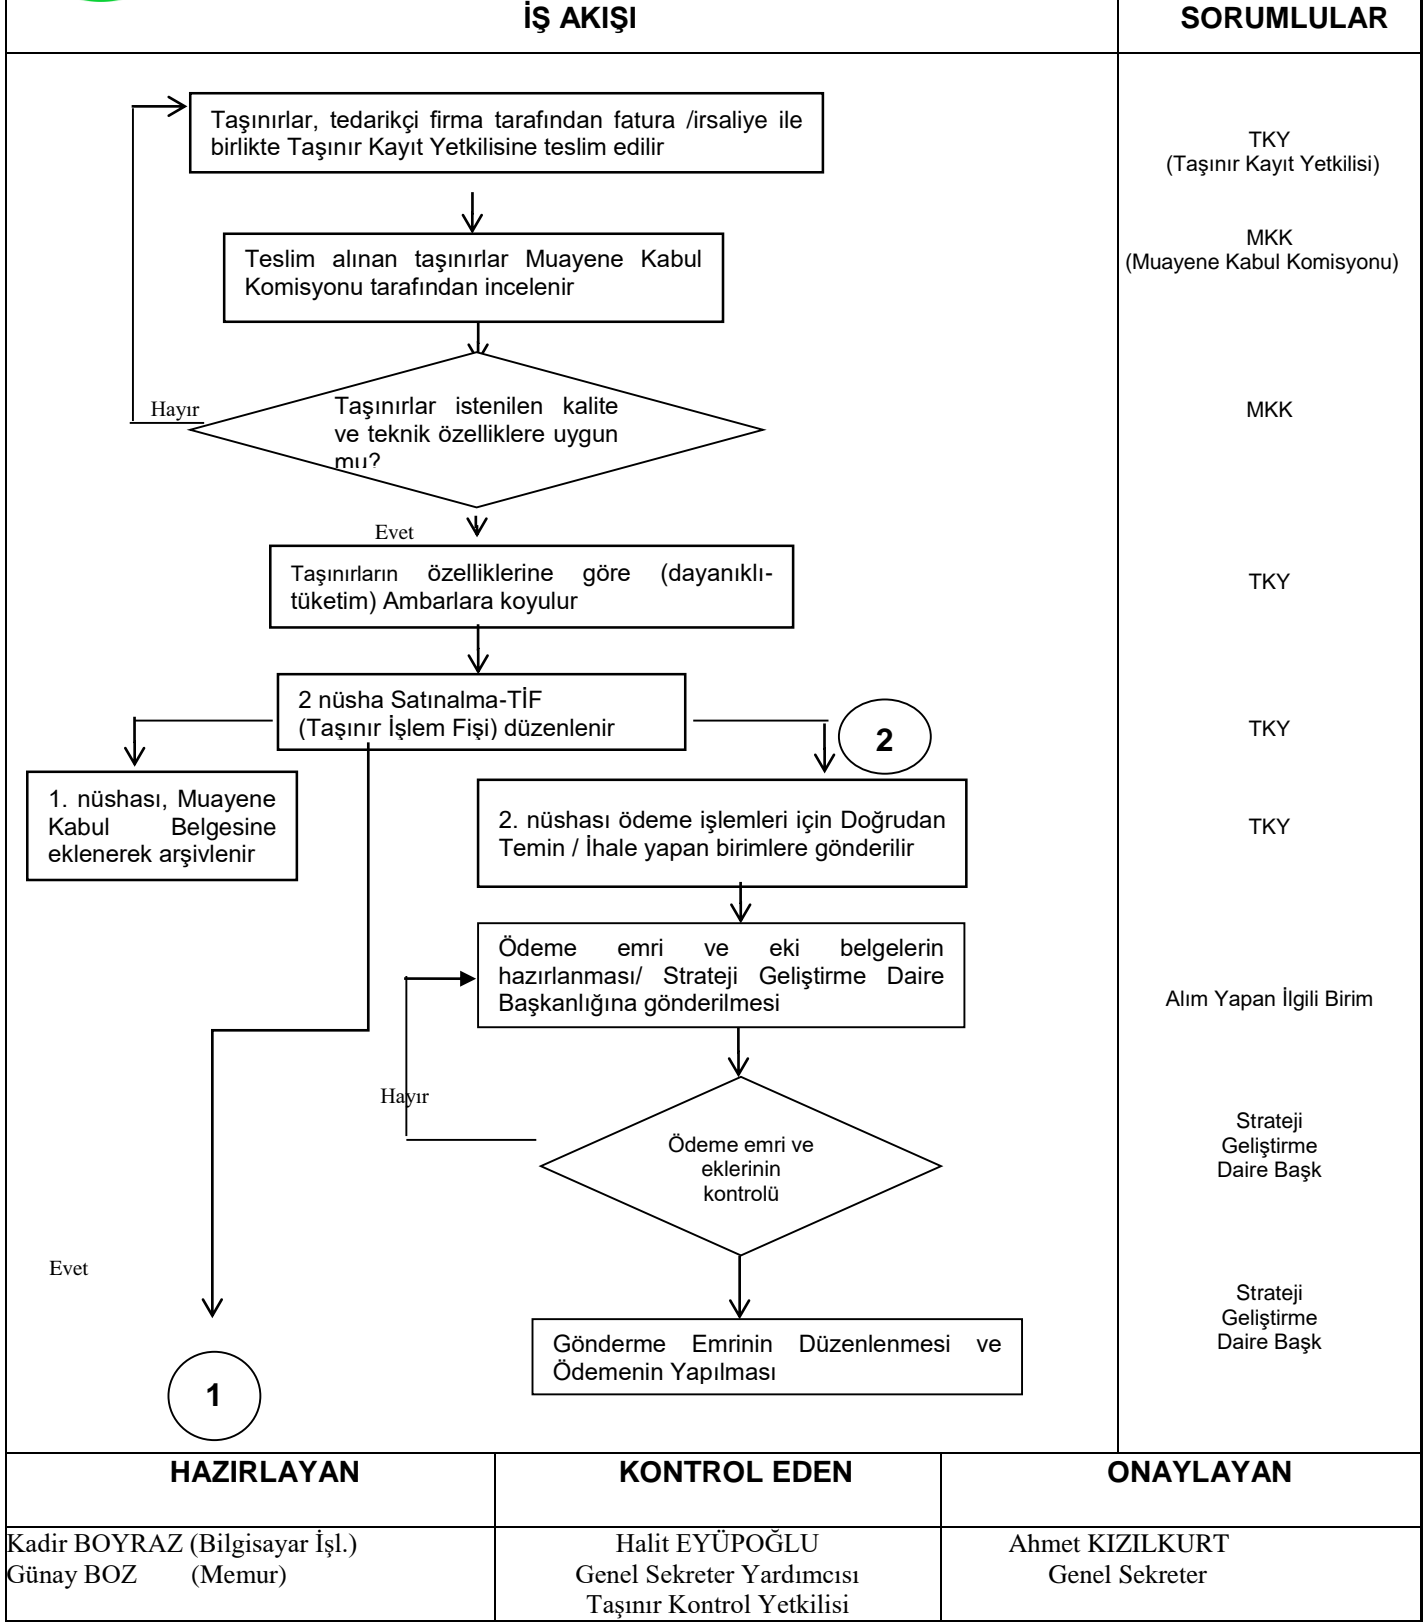 İŞ AKIŞI
SORUMLULAR
Taşınırlar, tedarikçi firma tarafından fatura /irsaliye ile
birlikte Taşınır Kayıt Yetkilisine teslim edilir
TKY
(Taşınır Kayıt Yetkilisi)
Teslim alınan taşınırlar Muayene Kabul
Komisyonu tarafından incelenir
MKK
(Muayene Kabul Komisyonu)
Hayır
Taşınırlar istenilen kalite
ve teknik özelliklere uygun
mu?
MKK
Evet
Taşınırların özelliklerine göre (dayanıklı-
tüketim) Ambarlara koyulur
TKY
2 nüsha Satınalma-TİF
(Taşınır İşlem Fişi) düzenlenir
2
TKY
1. nüshası, Muayene
Kabul Belgesine
eklenerek arşivlenir
2. nüshası ödeme işlemleri için Doğrudan
Temin / İhale yapan birimlere gönderilir
TKY
Ödeme emri ve eki belgelerin
hazırlanması/ Strateji Geliştirme Daire
Başkanlığına gönderilmesi
Alım Yapan İlgili Birim
Hayır
Ödeme emri ve
eklerinin
kontrolü
Strateji
Geliştirme
Daire Başk
Evet
Gönderme Emrinin Düzenlenmesi ve
Ödemenin Yapılması
Strateji
Geliştirme
Daire Başk
1
HAZIRLAYAN
KONTROL EDEN
ONAYLAYAN
Kadir BOYRAZ (Bilgisayar İşl.)
Günay BOZ (Memur)
Halit EYÜPOĞLU
Genel Sekreter Yardımcısı
Taşınır Kontrol Yetkilisi
Ahmet KIZILKURT
Genel Sekreter